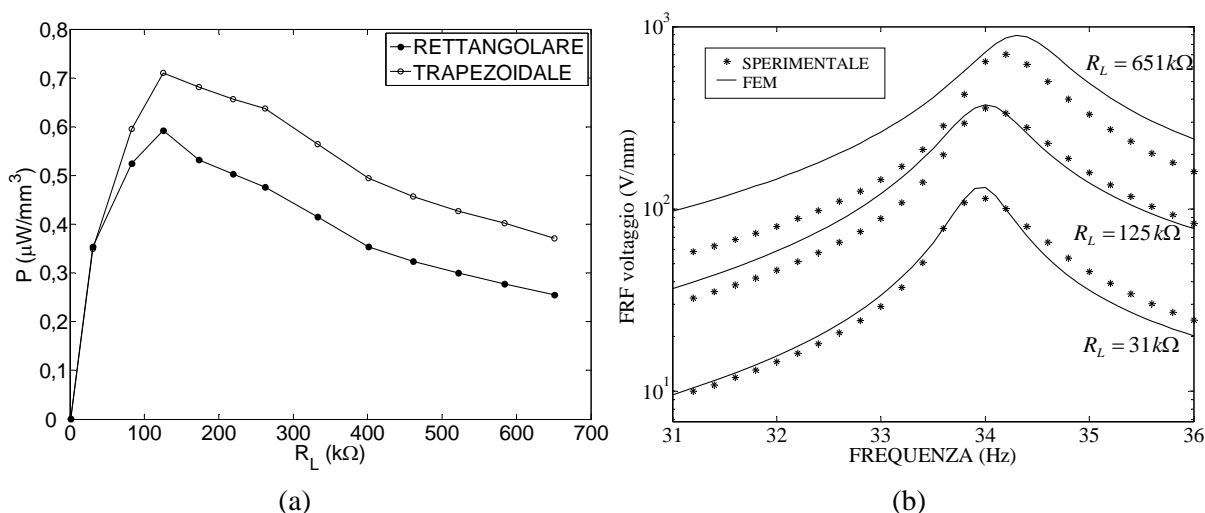 0,8
0,7
0,6
0,5
0,4
0,3
0,2
0,1
0
P (μW/mm³)
RETTANGOLARE
TRAPEZOIDALE
0 100 200 300 400 500 600 700
R_L (kΩ)
(a)
10³
10²
10¹
FRF voltaggio (V/mm)
SPERIMENTALE
FEM
R_L = 651kΩ
R_L = 125kΩ
R_L = 31kΩ
31 32 33 34 35 36
FREQUENZA (Hz)
(b)